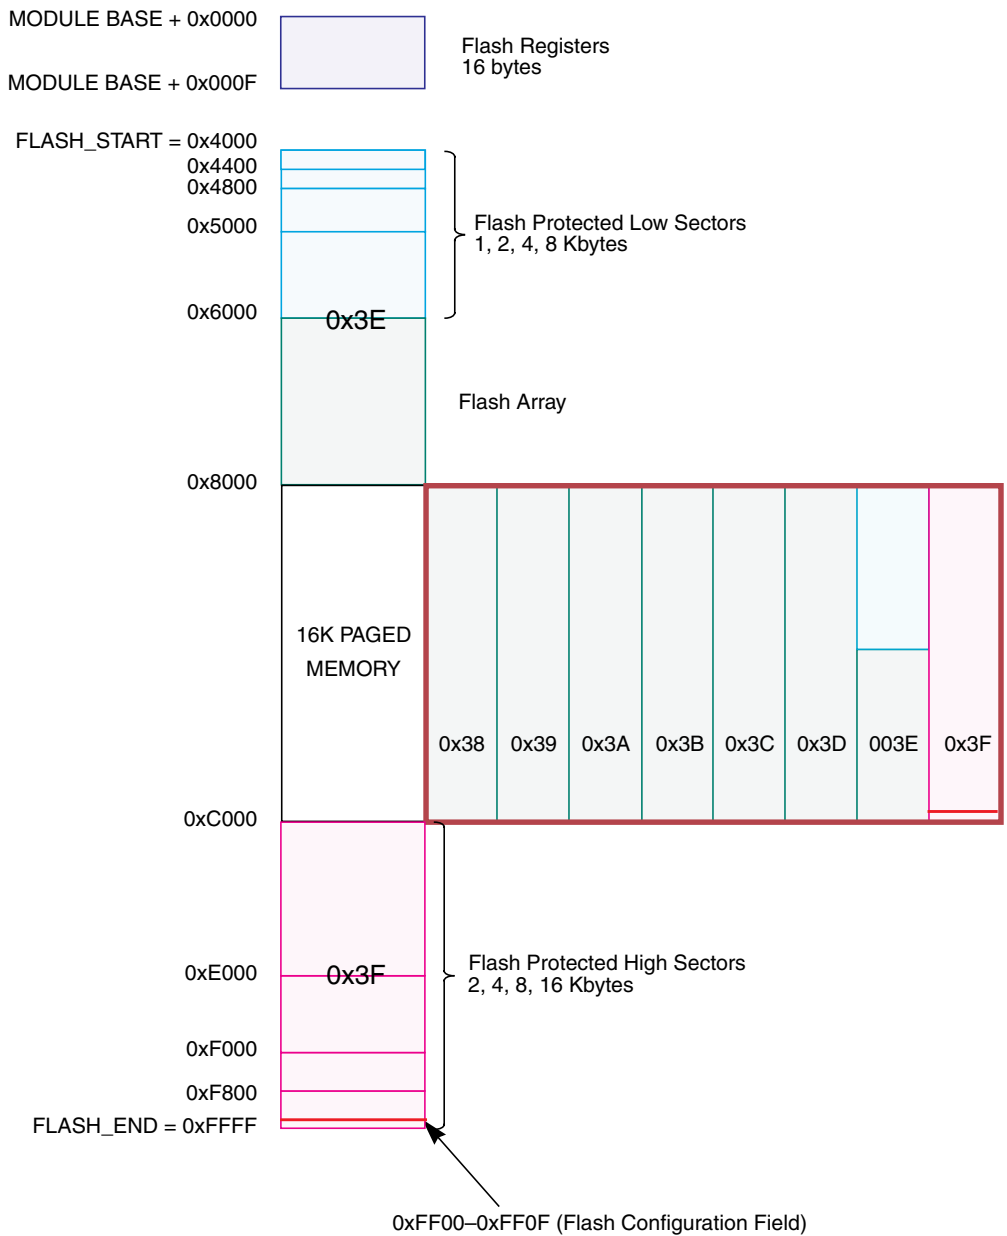 MODULE BASE + 0x0000
Flash Registers
16 bytes
MODULE BASE + 0x000F
FLASH_START = 0x4000
0x4400
0x4800
0x5000
Flash Protected Low Sectors
1, 2, 4, 8 Kbytes
0x6000
0x3E
Flash Array
0x8000
16K PAGED
MEMORY
0x38 0x39 0x3A 0x3B 0x3C 0x3D 003E 0x3F
0xC000
0xE000
0x3F
Flash Protected High Sectors
2, 4, 8, 16 Kbytes
0xF000
0xF800
FLASH_END = 0xFFFF
0xFF00–0xFF0F (Flash Configuration Field)